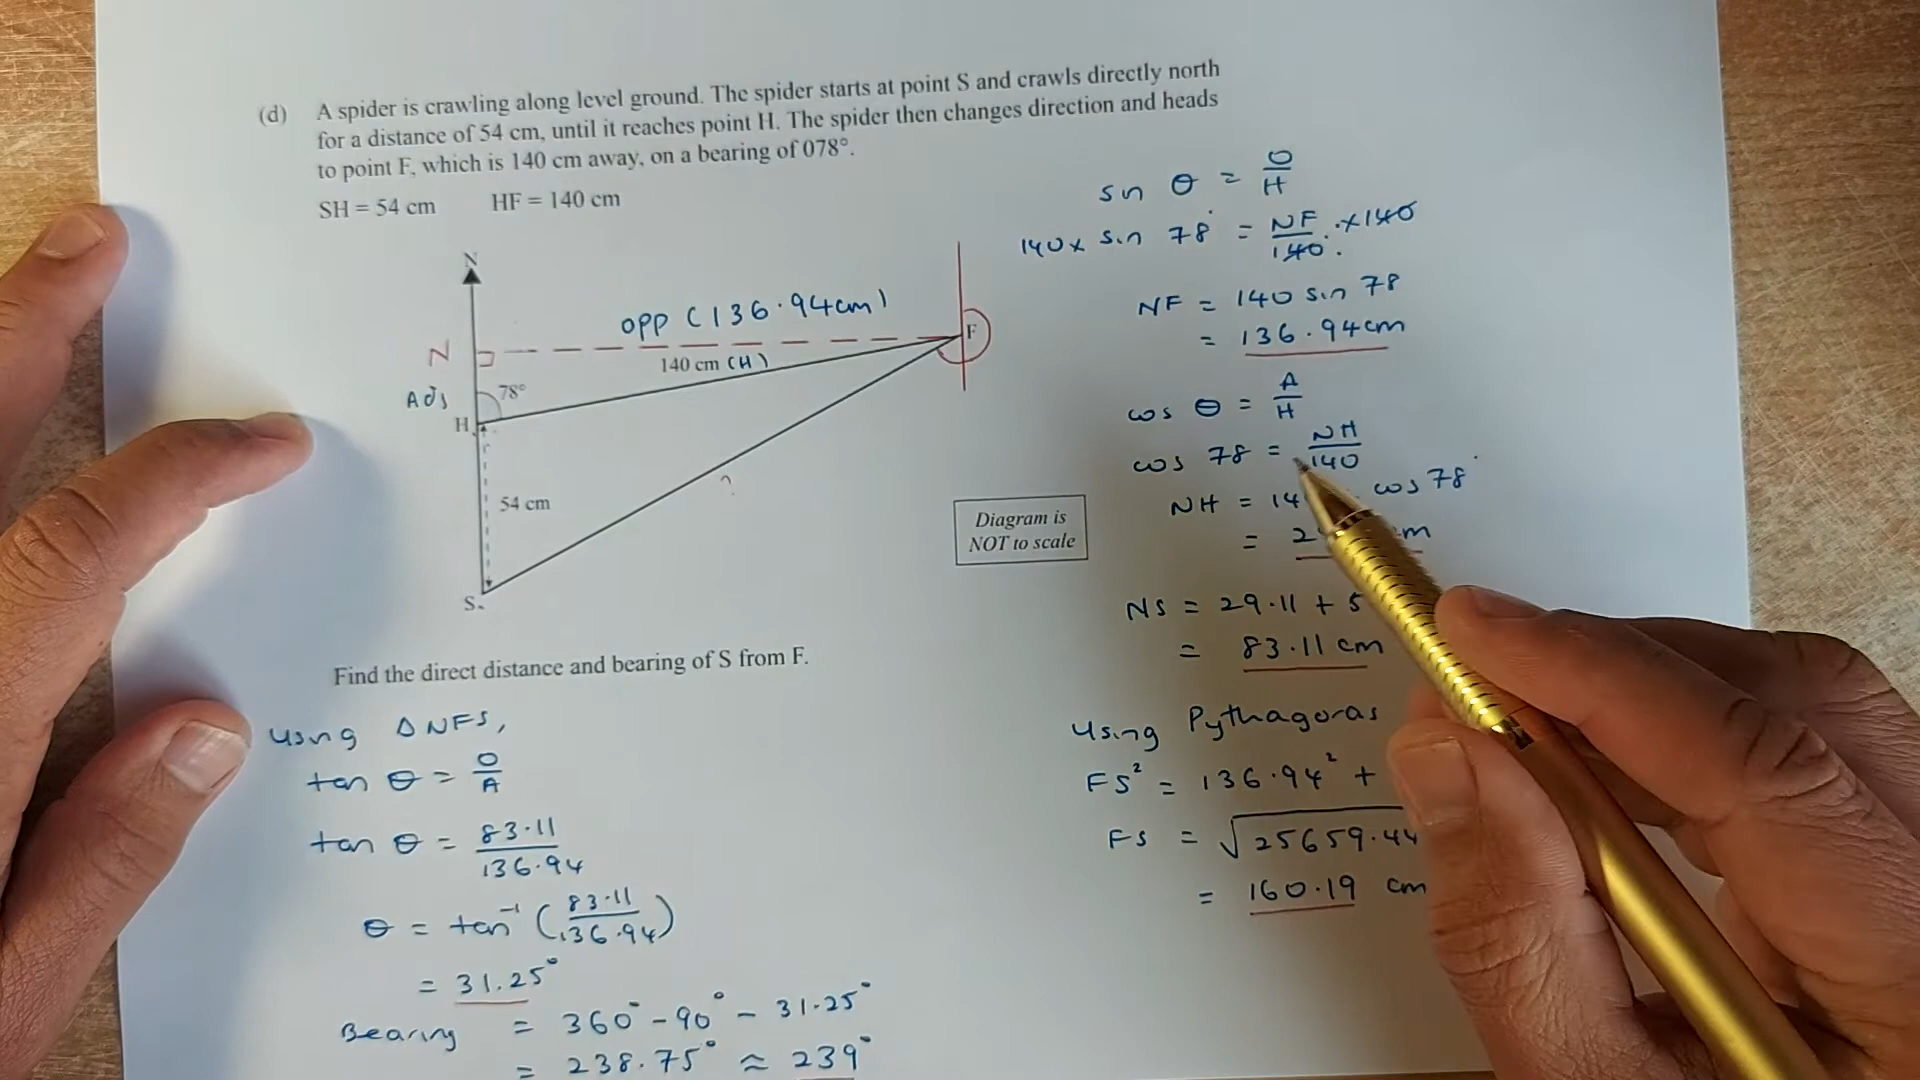 (d) A spider is crawling along level ground. The spider starts at point S and crawls directly north
for a distance of 54 cm, until it reaches point H. The spider then changes direction and heads
to point F, which is 140 cm away, on a bearing of 078°.
SH = 54 cm HF = 140 cm
N
opp (136.94cm)
N
F
140 cm (H)
Adj
78°
H
54 cm
?
S
Diagram is
NOT to scale
Find the direct distance and bearing of S from F.
Using Δ NFS,
tan θ = O/A
tan θ = 83.11/136.94
θ = tan⁻¹ (83.11/136.94)
= 31.25°
Bearing = 360° - 90° - 31.25°
= 238.75° ≈ 239°
sin θ = O/H
140 x sin 78° = NF/140 . x 140
NF = 140 sin 78
= 136.94cm
cos θ = A/H
cos 78 = NH/140
NH = 14 cos 78°
= 2 m
NS = 29.11 + 5
= 83.11 cm
Using Pythagoras
FS² = 136.94² +
FS = √25659.44
= 160.19 cm